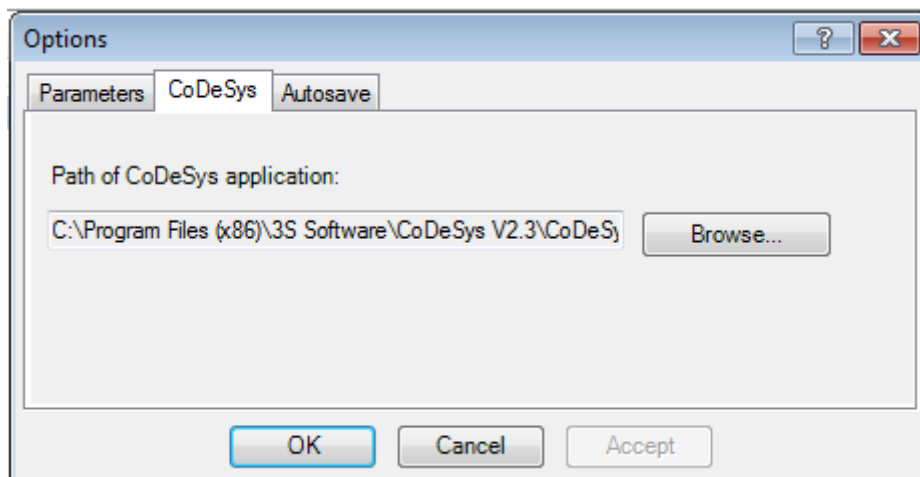 Options
Parameters CoDeSys Autosave
Path of CoDeSys application:
C:\Program Files (x86)\3S Software\CoDeSys V2.3\CoDeSy Browse...
OK Cancel Accept